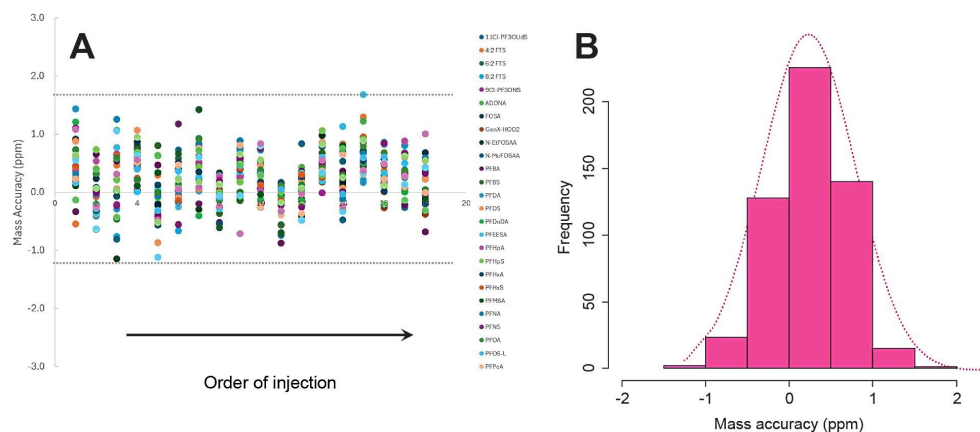 A
3.0
2.0
1.0
0.0
-1.0
-2.0
-3.0
0
4
16
20
Mass Accuracy (ppm)
Order of injection
11Cl-PF3OUdS
4:2 FTS
6:2 FTS
8:2 FTS
9Cl-PF3ONS
ADONA
FOSA
GenX-HCO2
N-EtFOSAA
N-MeFOSAA
PFBA
PFBS
PFDA
PFDS
PFDoDA
PFEESA
PFHpA
PFHpS
PFHxA
PFHxS
PFMBA
PFNA
PFNS
PFOA
PFOS-L
PFPeA
B
Frequency
200
150
100
50
0
-2
-1
0
1
2
Mass accuracy (ppm)